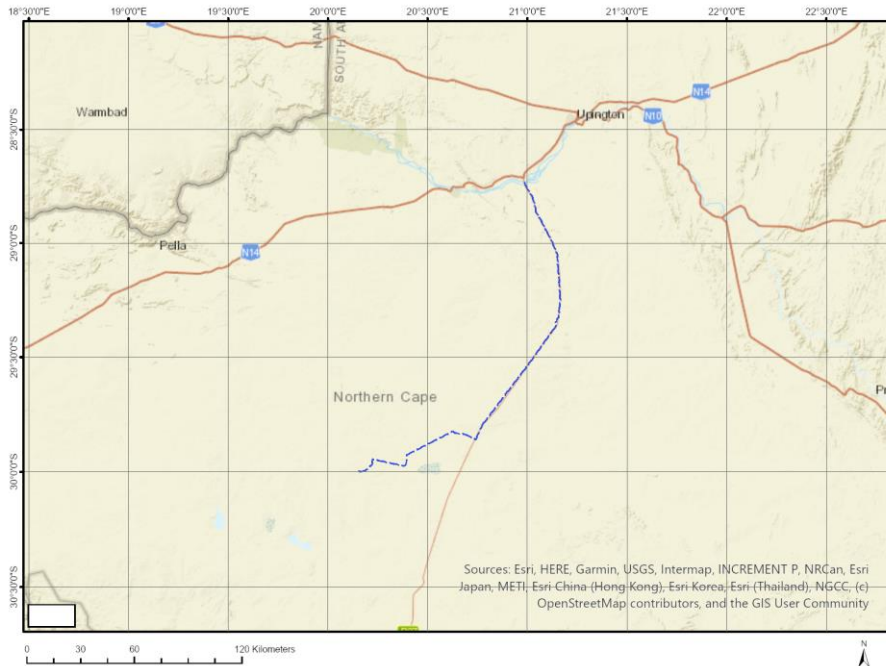 18°30'0"E 19°0'0"E 19°30'0"E 20°0'0"E 20°30'0"E 21°0'0"E 21°30'0"E 22°0'0"E 22°30'0"E
SOUTH
Warmbad
28°30'0"S
Upington
N14
N10
29°0'0"S
Pella
N14
29°30'0"S
Northern Cape
30°0'0"S
30°30'0"S
Sources: Esri, HERE, Garmin, USGS, Intermap, INCREMENT P, NRCan, Esri
Japan, METI, Esri China (Hong Kong), Esri Korea, Esri (Thailand), NGCC, (c)
OpenStreetMap contributors, and the GIS User Community
0 30 60 120 Kilometers
N